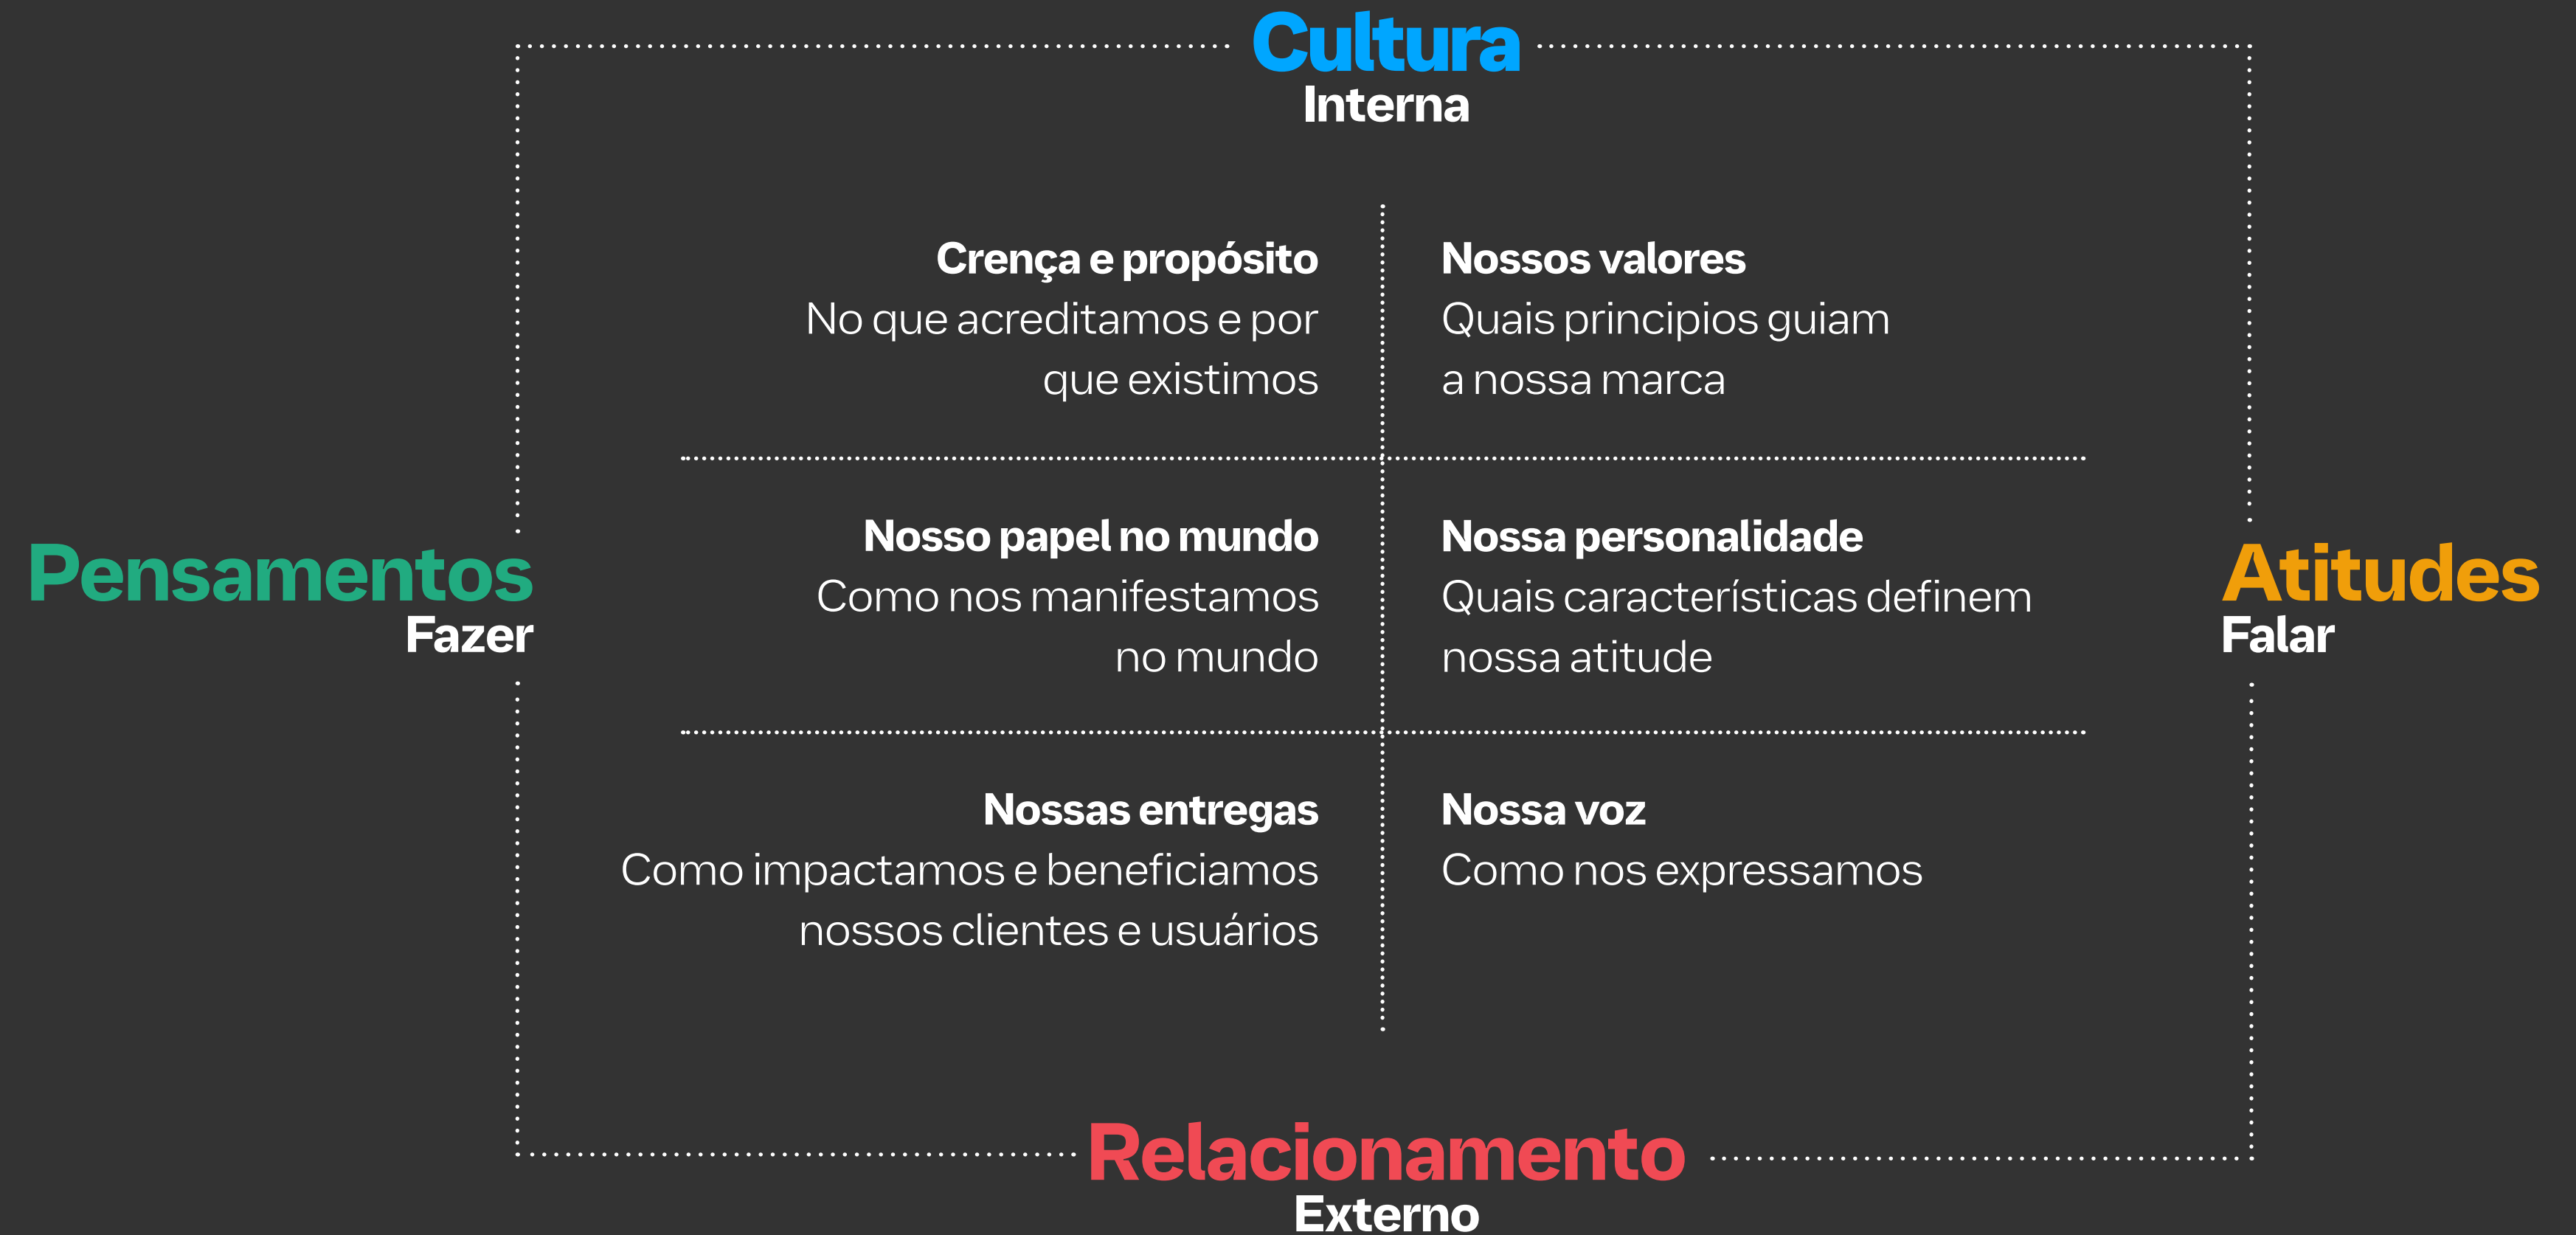 Cultura
Interna
Crença e propósito
No que acreditamos e por
que existimos
Nossos valores
Quais principios guiam
a nossa marca
Pensamentos
Fazer
Nosso papel no mundo
Como nos manifestamos
no mundo
Nossa personalidade
Quais características definem
nossa atitude
Atitudes
Falar
Nossas entregas
Como impactamos e beneficiamos
nossos clientes e usuários
Nossa voz
Como nos expressamos
Relacionamento
Externo